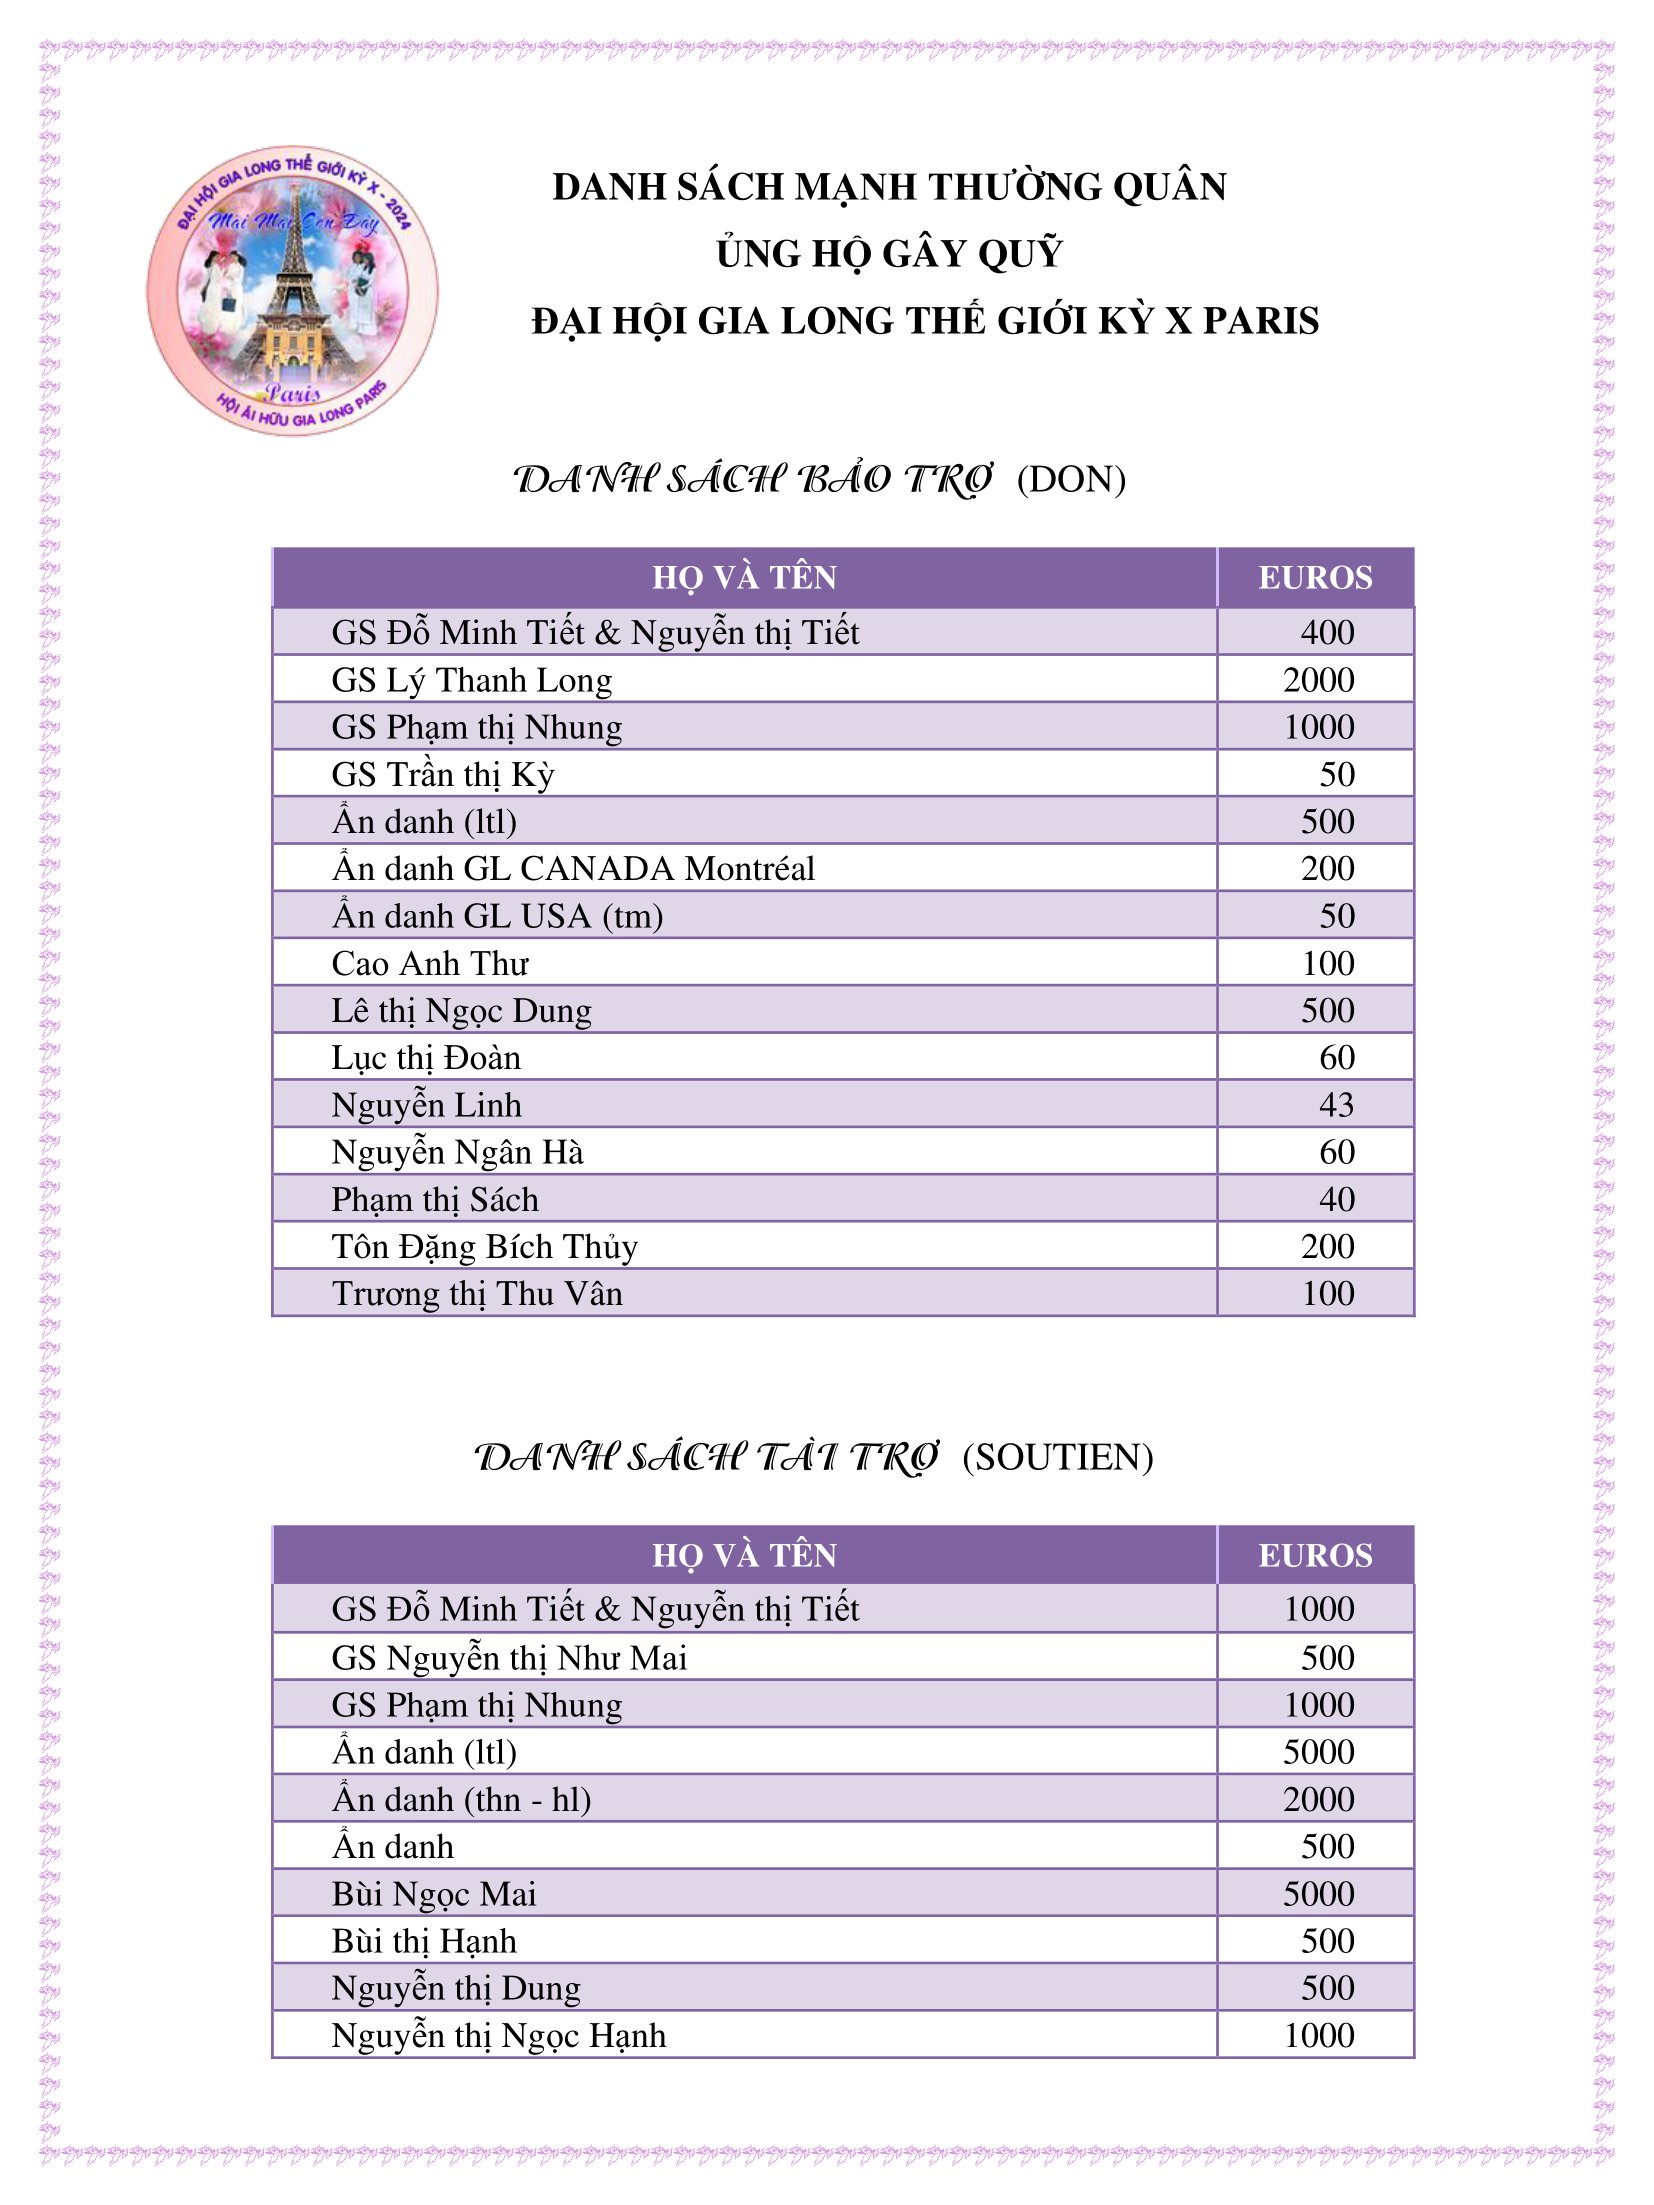 ĐẠI HỘI GIA LONG THẾ GIỚI KỲ X - 2024
Mai Mai Con Đây
Paris
HỘI ÁI HỮU GIA LONG PARIS
DANH SÁCH MẠNH THƯỜNG QUÂN
ỦNG HỘ GÂY QUỸ
ĐẠI HỘI GIA LONG THẾ GIỚI KỲ X PARIS
DANH SÁCH BẢO TRỢ (DON)
HỌ VÀ TÊN EUROS
GS Đỗ Minh Tiết & Nguyễn thị Tiết 400
GS Lý Thanh Long 2000
GS Phạm thị Nhung 1000
GS Trần thị Kỳ 50
Ẩn danh (ltl) 500
Ẩn danh GL CANADA Montréal 200
Ẩn danh GL USA (tm) 50
Cao Anh Thư 100
Lê thị Ngọc Dung 500
Lục thị Đoàn 60
Nguyễn Linh 43
Nguyễn Ngân Hà 60
Phạm thị Sách 40
Tôn Đặng Bích Thủy 200
Trương thị Thu Vân 100
DANH SÁCH TÀI TRỢ (SOUTIEN)
HỌ VÀ TÊN EUROS
GS Đỗ Minh Tiết & Nguyễn thị Tiết 1000
GS Nguyễn thị Như Mai 500
GS Phạm thị Nhung 1000
Ẩn danh (ltl) 5000
Ẩn danh (thn - hl) 2000
Ẩn danh 500
Bùi Ngọc Mai 5000
Bùi thị Hạnh 500
Nguyễn thị Dung 500
Nguyễn thị Ngọc Hạnh 1000